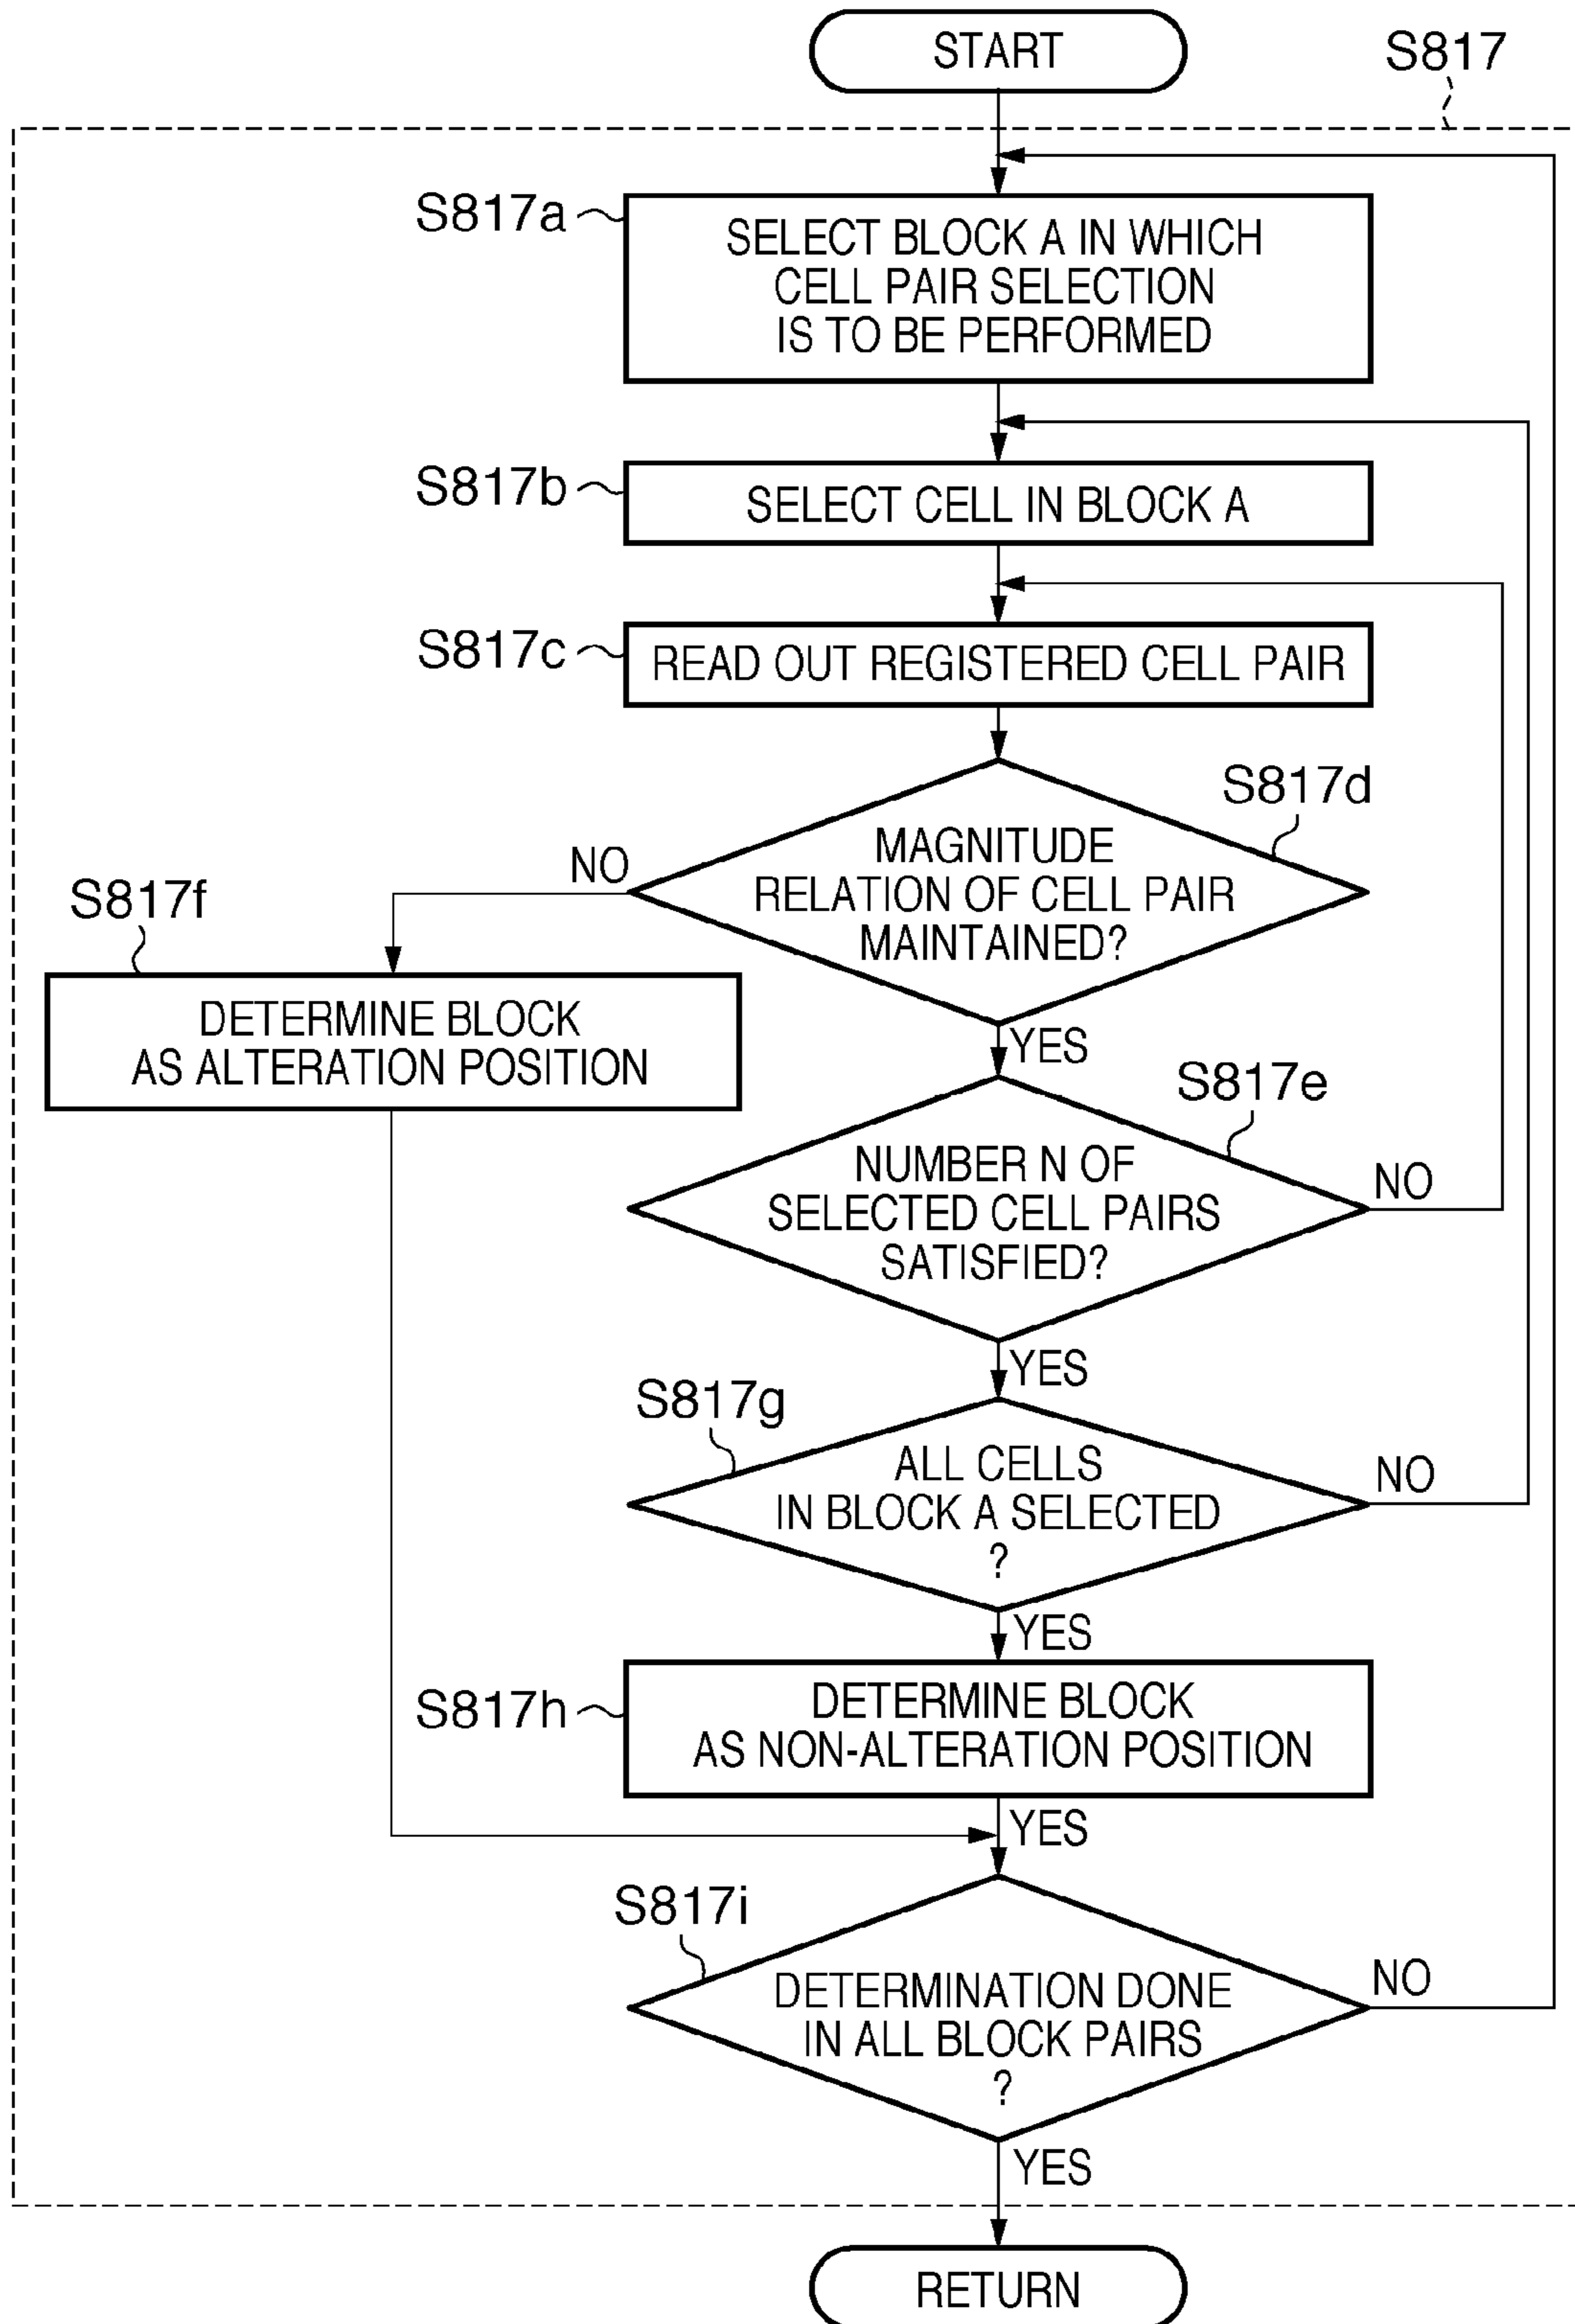 START
S817
S817a
SELECT BLOCK A IN WHICH
CELL PAIR SELECTION
IS TO BE PERFORMED
S817b
SELECT CELL IN BLOCK A
S817c
READ OUT REGISTERED CELL PAIR
S817d
MAGNITUDE
RELATION OF CELL PAIR
MAINTAINED?
NO
S817f
DETERMINE BLOCK
AS ALTERATION POSITION
YES
S817e
NUMBER N OF
SELECTED CELL PAIRS
SATISFIED?
NO
YES
S817g
ALL CELLS
IN BLOCK A SELECTED
?
NO
YES
S817h
DETERMINE BLOCK
AS NON-ALTERATION POSITION
YES
S817i
DETERMINATION DONE
IN ALL BLOCK PAIRS
?
NO
YES
RETURN